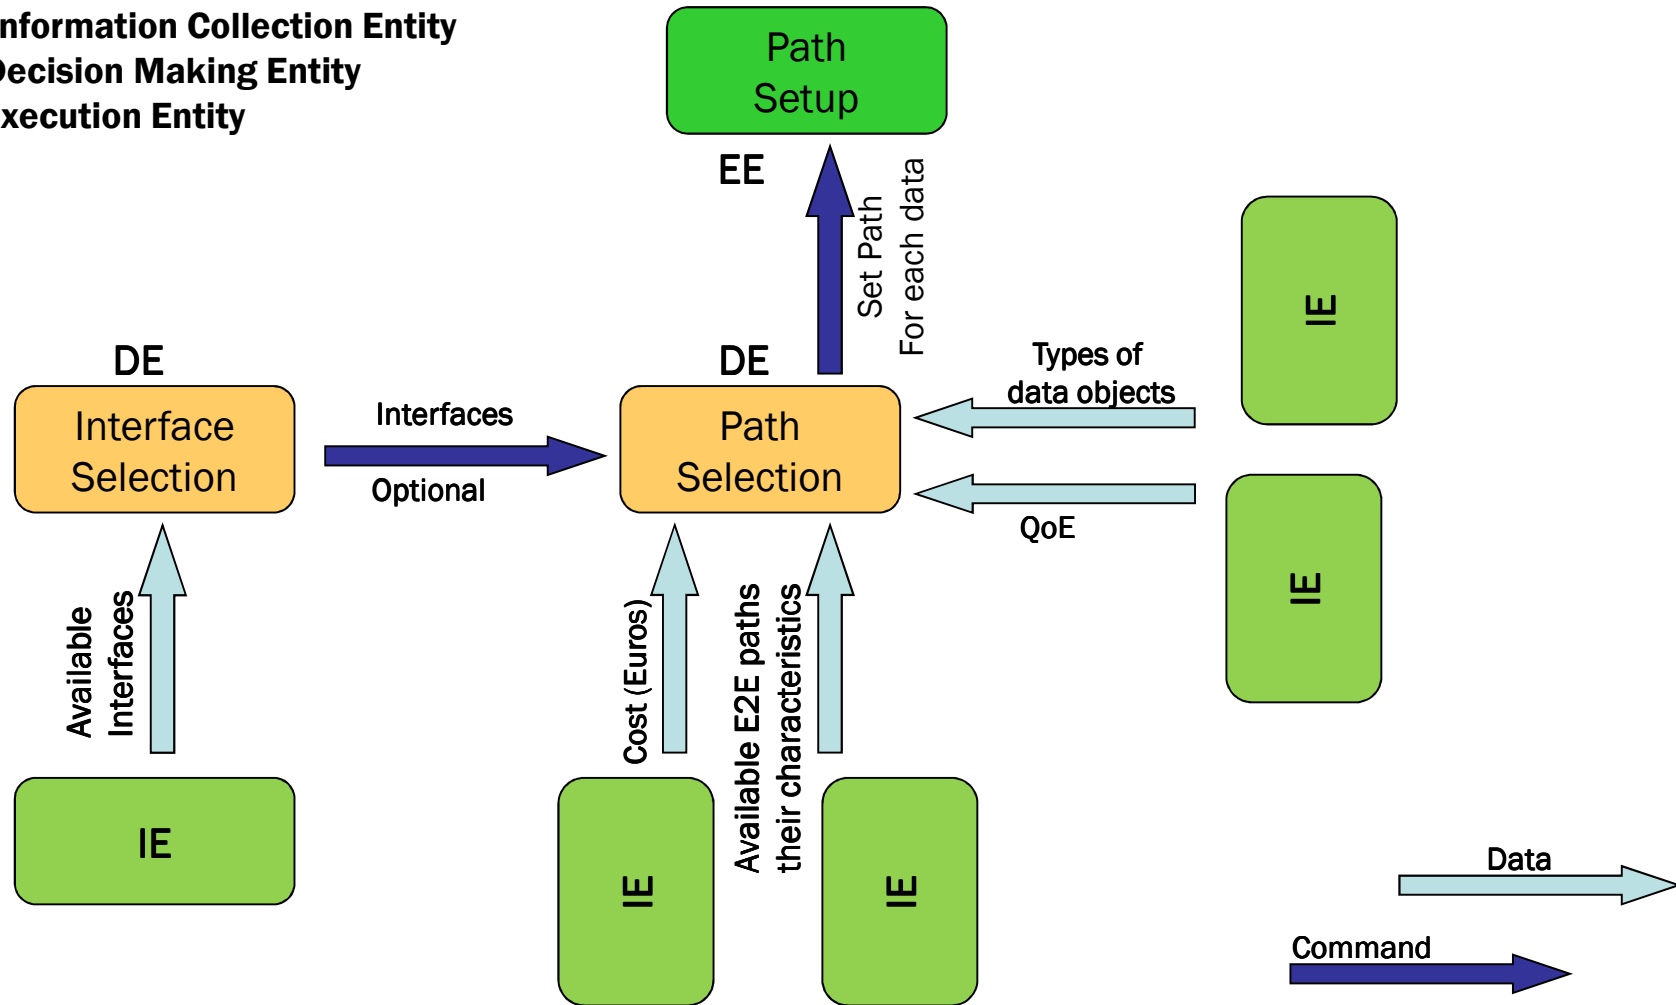 nformation Collection Entity
Decision Making Entity
xecution Entity
Path
Setup
EE
Set Path
For each data
IE
DE
DE
Types of
data objects
Interface
Selection
Interfaces
Optional
Path
Selection
QoE
IE
Available
Interfaces
Cost (Euros)
Available E2E paths
their characteristics
IE
IE
IE
Data
Command